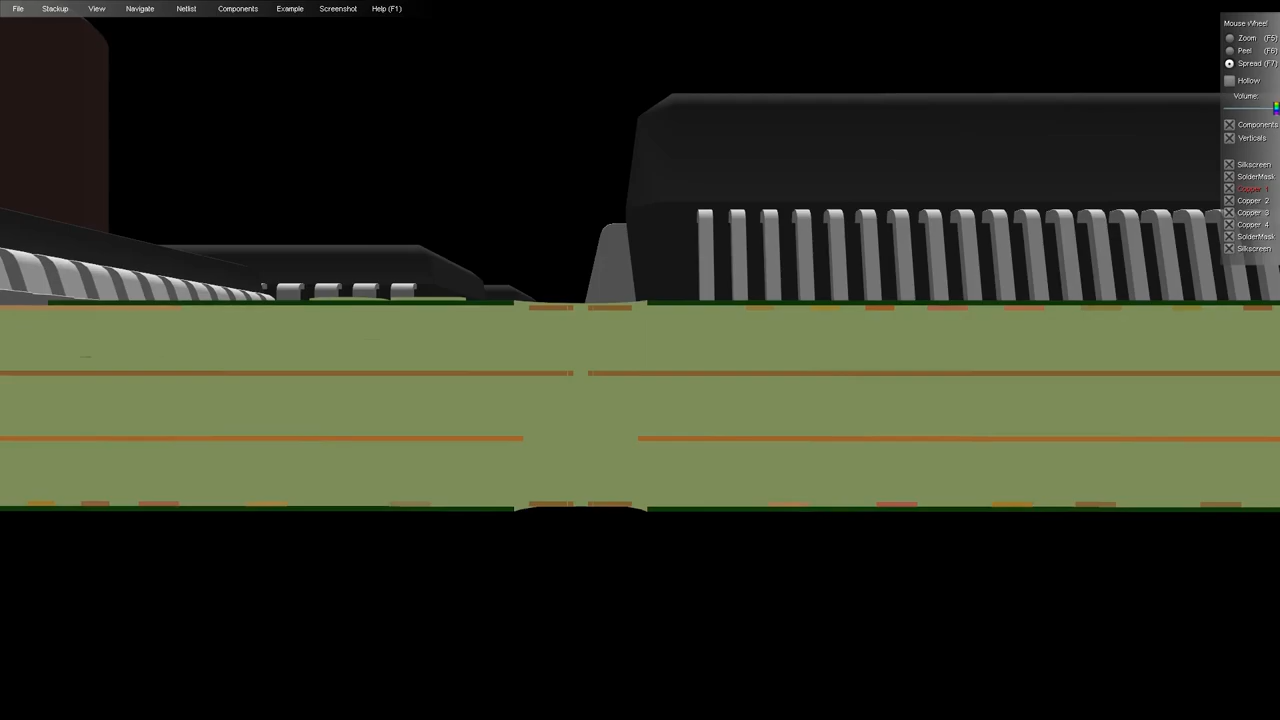 File Stackup View Navigate Netlist Components Example Screenshot Help (F1)
Mouse Wheel
Zoom (F5)
Peel (F6)
Spread (F7)
Hollow
Volume:
Components
Verticals
Silkscreen
SolderMask
Copper 1
Copper 2
Copper 3
Copper 4
SolderMask
Silkscreen